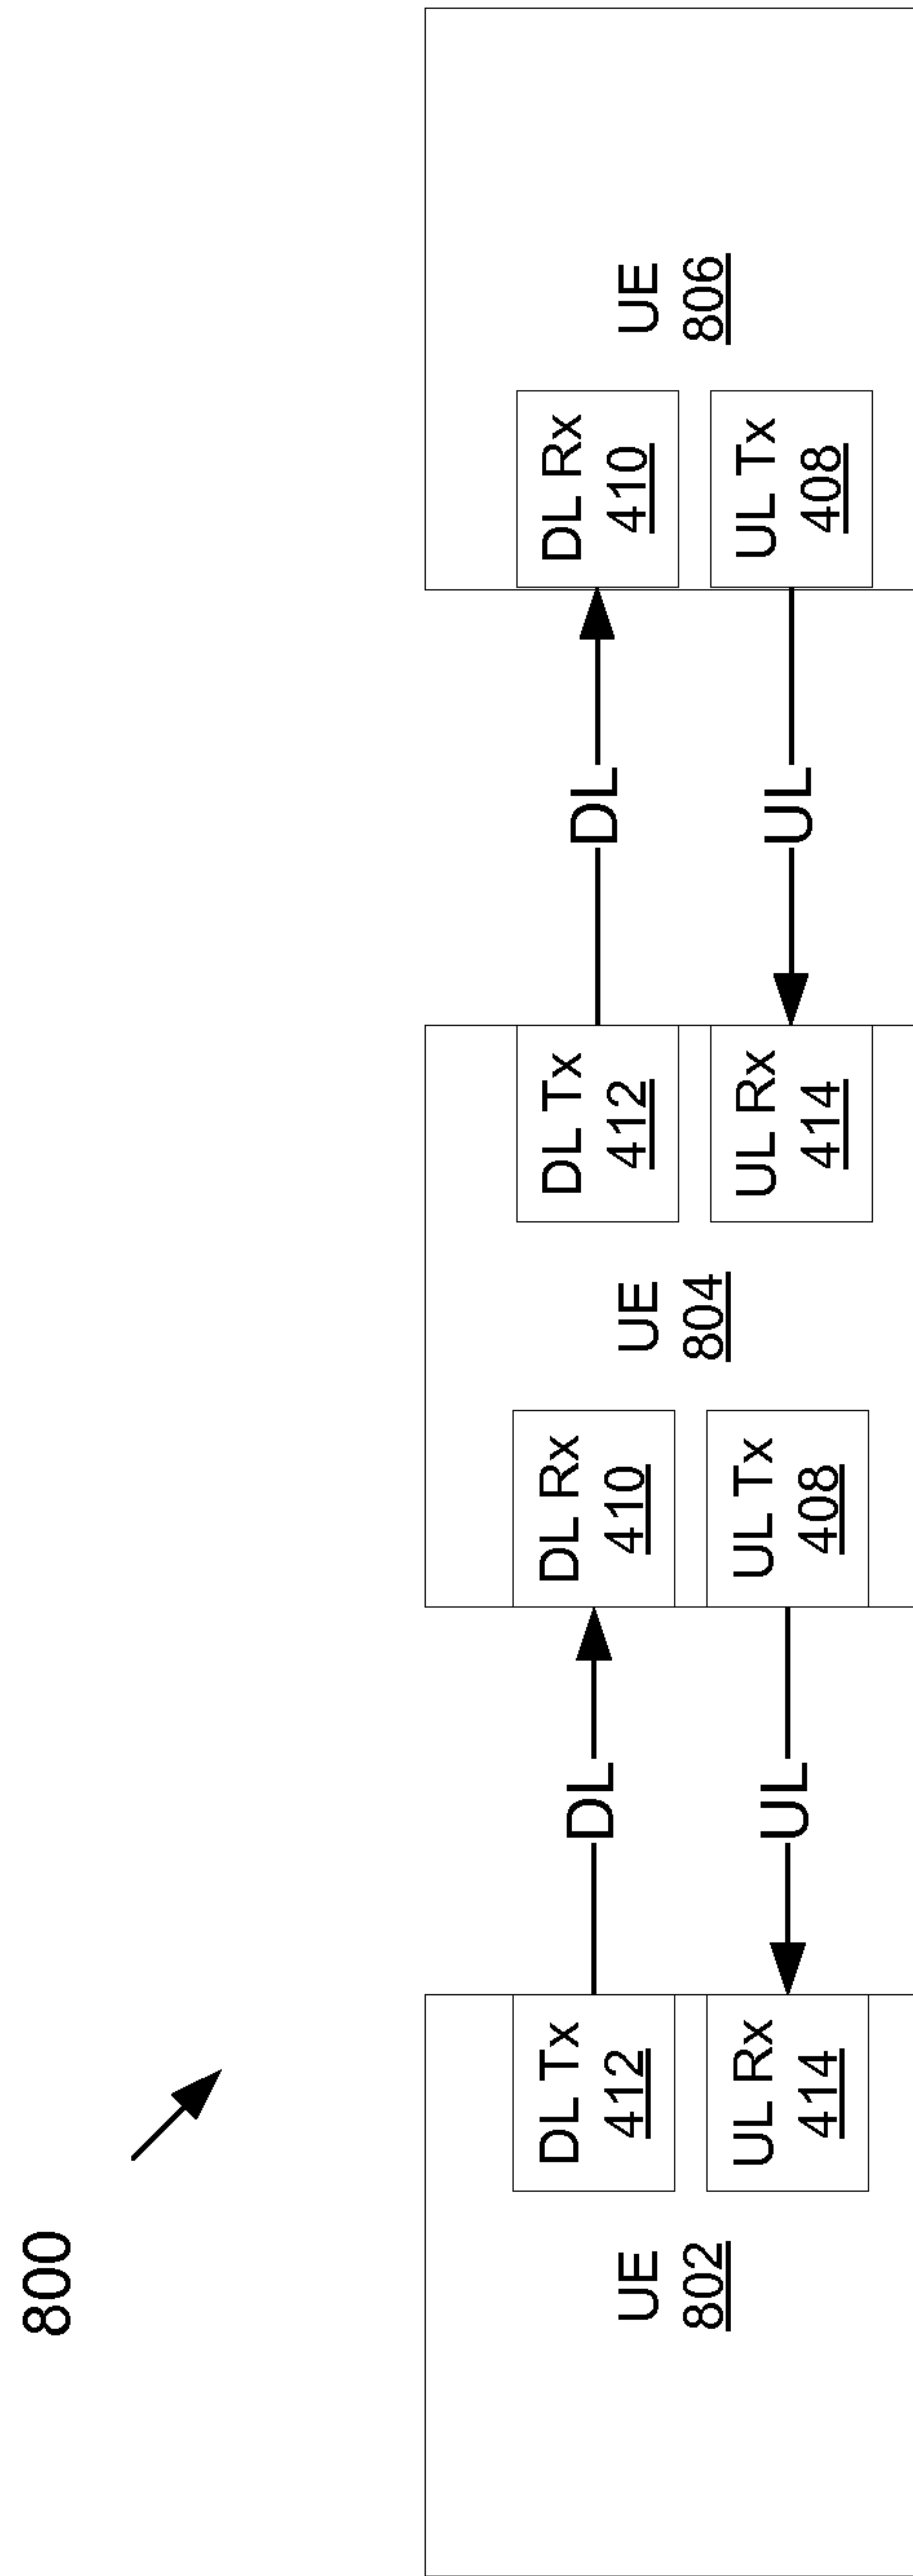 800
UE
802
DL Tx
412
UL Rx
414
DL
UL
DL Rx
410
UL Tx
408
UE
804
DL Tx
412
UL Rx
414
DL
UL
DL Rx
410
UL Tx
408
UE
806